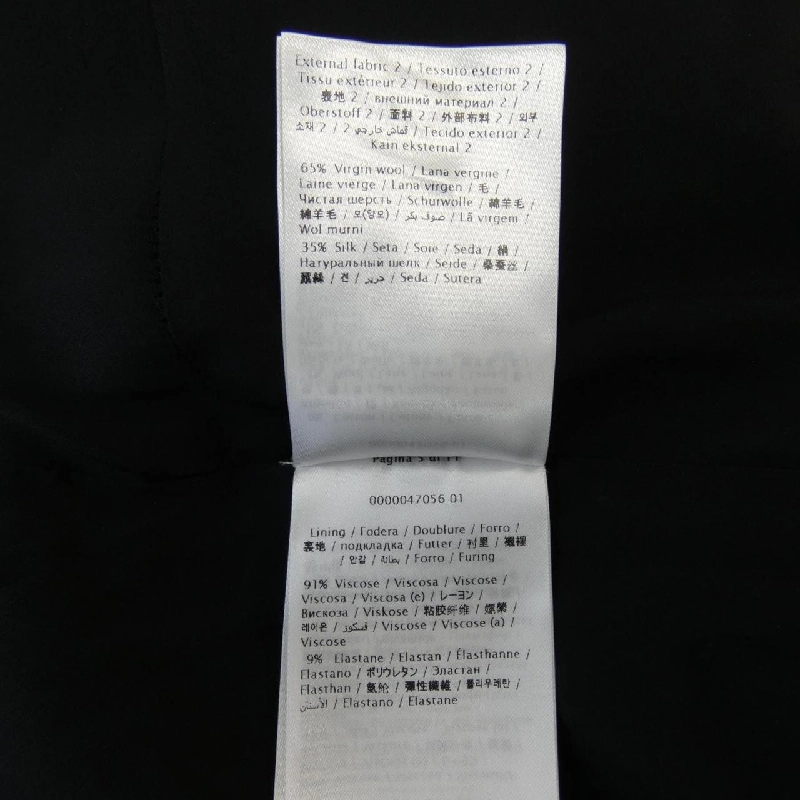 External fabric 2 / Tessuto esterno 2 /
Tissu extérieur 2 / Tejido exterior 2 /
裏地 2 / внешний материал 2 /
Oberstoff 2 / 面料 2 / 外部布料 2 / 외부
소재 2 / قماش خارجي 2 / Tecido exterior 2 /
Kain eksternal 2
65% Virgin wool / Lana vergine /
Laine vierge / Lana virgen / 毛 /
Чистая шерсть / Schurwolle / 綿羊毛 /
綿羊毛 / 모(양모) / صوف بكر / Lã virgem /
Wol murni
35% Silk / Seta / Soie / Seda / 絹 /
Натуральный шелк / Seide / 桑蚕丝 /
蠶絲 / 견 / حرير / Seda / Sutera
Pagina 5 di 11
0000047056 01
Lining / Fodera / Doublure / Forro /
裏地 / подкладка / Futter / 衬里 /
/ 안감 / بطانة / Forro / Furing
91% Viscose / Viscosa / Viscose /
Viscosa / Viscosa (e) / レーヨン /
Вискоза / Viskose / 粘胶纤维 / 嫘縈 /
레이온 / فسكوز / Viscose / Viscose (a) /
Viscose
9% Elastane / Elastan / Élasthanne /
Elastano / ポリウレタン / Эластан /
Elasthan / 氨纶 / 彈性纖維 / 폴리우레탄 /
الأستان / Elastano / Elastane